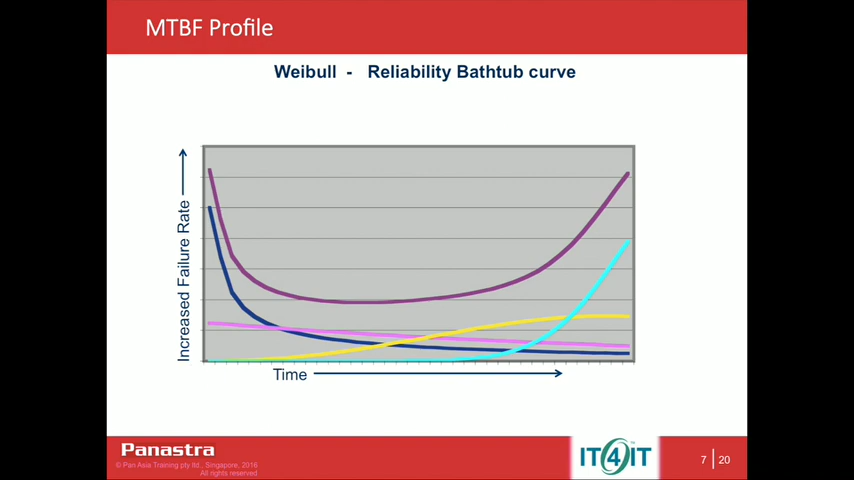 MTBF Profile
Weibull - Reliability Bathtub curve
Increased Failure Rate
Time
Panastra
© Pan Asia Training pty ltd., Singapore, 2016
All rights reserved
IT4IT™
7 | 20